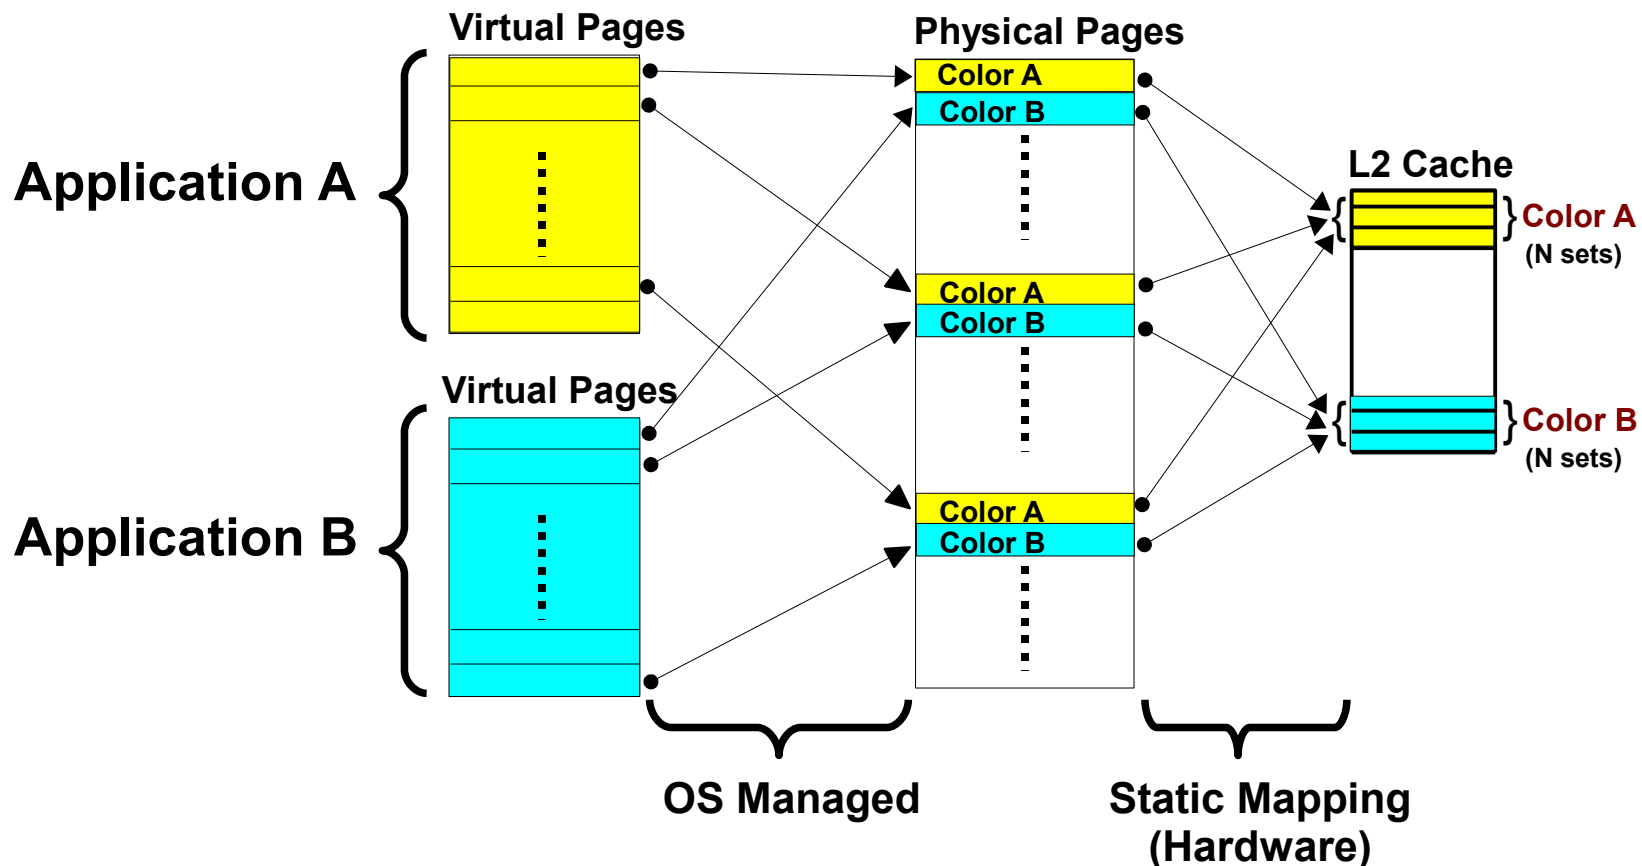 Virtual Pages
Physical Pages
Color A
Color B
Application A
L2 Cache
Color A
(N sets)
Color A
Color B
Virtual Pages
Color B
(N sets)
Application B
Color A
Color B
OS Managed
Static Mapping
(Hardware)